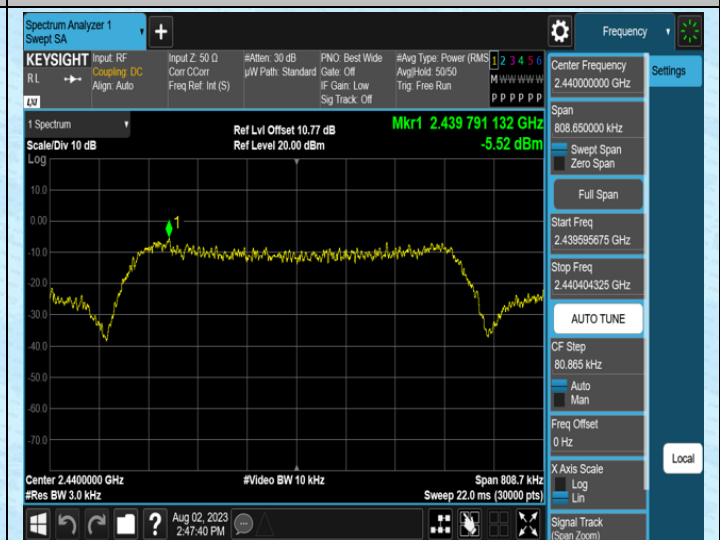 Spectrum Analyzer 1
Swept SA
+
Frequency
KEYSIGHT
RL
LXI
Input: RF
Coupling: DC
Align: Auto
Input Z: 50 Ω
Corr CCorr
Freq Ref: Int (S)
#Atten: 30 dB
µW Path: Standard
PNO: Best Wide
Gate: Off
IF Gain: Low
Sig Track: Off
#Avg Type: Power (RMS
Avg|Hold: 50/50
Trig: Free Run
1 2 3 4 5 6
M W W W W W
P P P P P P
1 Spectrum
Scale/Div 10 dB
Log
Ref Lvl Offset 10.77 dB
Ref Level 20.00 dBm
Mkr1 2.439 791 132 GHz
-5.52 dBm
1
10.0
0.00
-10.0
-20.0
-30.0
-40.0
-50.0
-60.0
-70.0
Center 2.4400000 GHz
#Res BW 3.0 kHz
#Video BW 10 kHz
Span 808.7 kHz
Sweep 22.0 ms (30000 pts)
?
Aug 02, 2023
2:47:40 PM
Center Frequency
2.440000000 GHz
Span
808.650000 kHz
Swept Span
Zero Span
Full Span
Start Freq
2.439595675 GHz
Stop Freq
2.440404325 GHz
AUTO TUNE
CF Step
80.865 kHz
Auto
Man
Freq Offset
0 Hz
X Axis Scale
Log
Lin
Signal Track
(Span Zoom)
Settings
Local